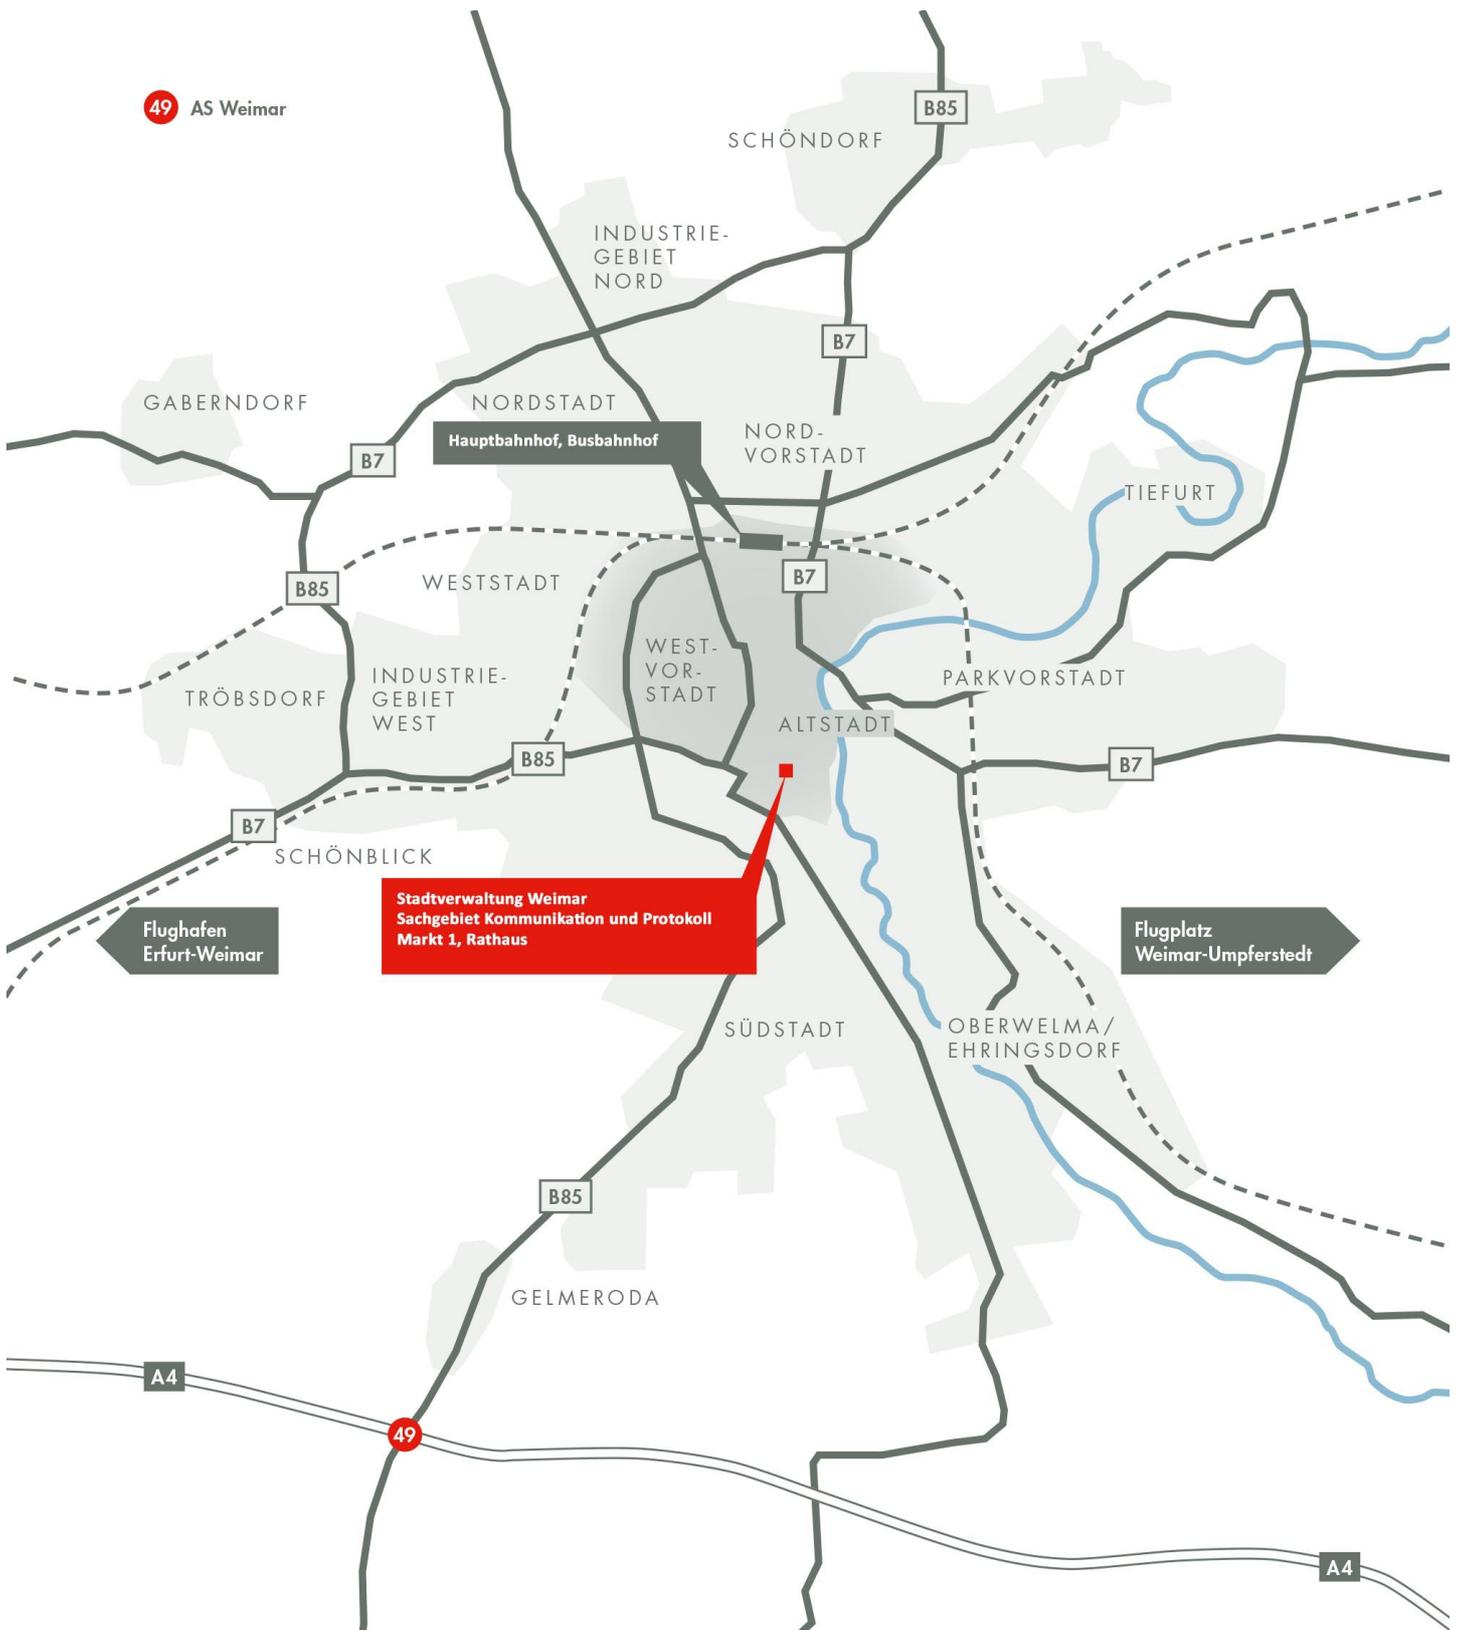 49 AS Weimar
B85
SCHÖNDORF
INDUSTRIE-
GEBIET
NORD
B7
GABERNDORF
NORDSTADT
Hauptbahnhof, Busbahnhof
NORD-
VORSTADT
B7
TIEFURT
B85
WESTSTADT
B7
WEST-
VOR-
STADT
TRÖBSDORF
INDUSTRIE-
GEBIET
WEST
PARKVORSTADT
ALTSTADT
B85
B7
B7
SCHÖNBLICK
Stadtverwaltung Weimar
Sachgebiet Kommunikation und Protokoll
Markt 1, Rathaus
Flughafen
Erfurt-Weimar
Flugplatz
Weimar-Umpferstedt
SÜDSTADT
OBERWELMA/
EHRINGSDORF
B85
GELMERODA
A4
49
A4